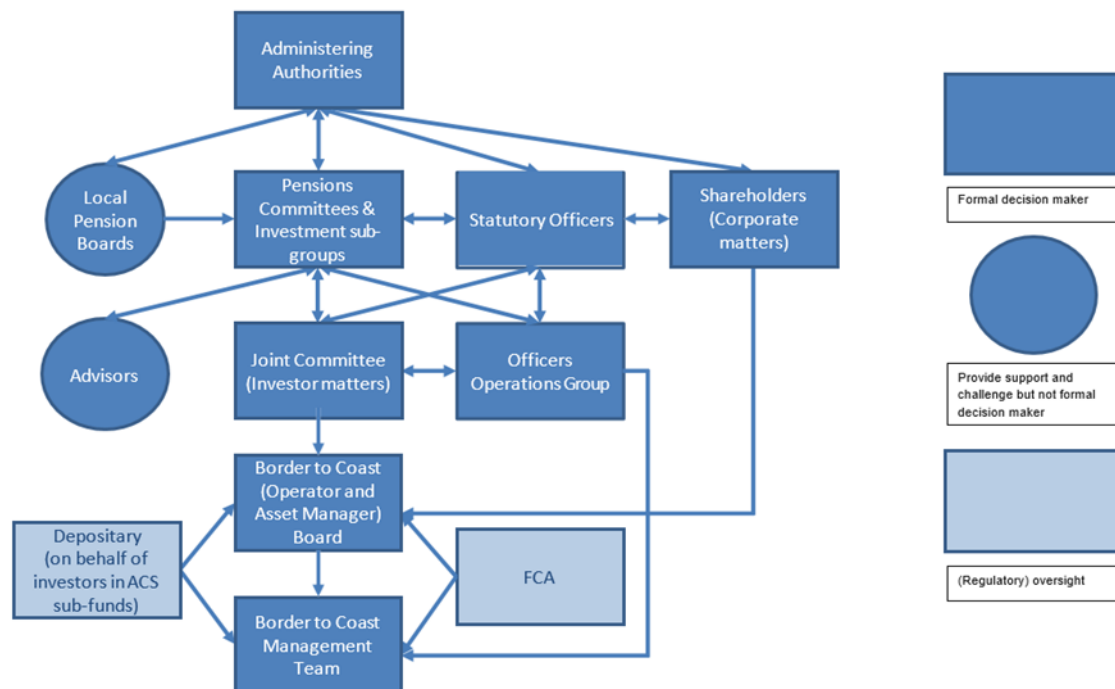 Administering
Authorities
Local
Pension
Boards
Pensions
Committees &
Investment sub-
groups
Statutory Officers
Shareholders
(Corporate
matters)
Advisors
Joint Committee
(Investor matters)
Officers
Operations Group
Border to Coast
(Operator and
Asset Manager)
Board
Depositary
(on behalf of
investors in ACS
sub-funds)
FCA
Border to Coast
Management
Team
Formal decision maker
Provide support and
challenge but not formal
decision maker
(Regulatory) oversight